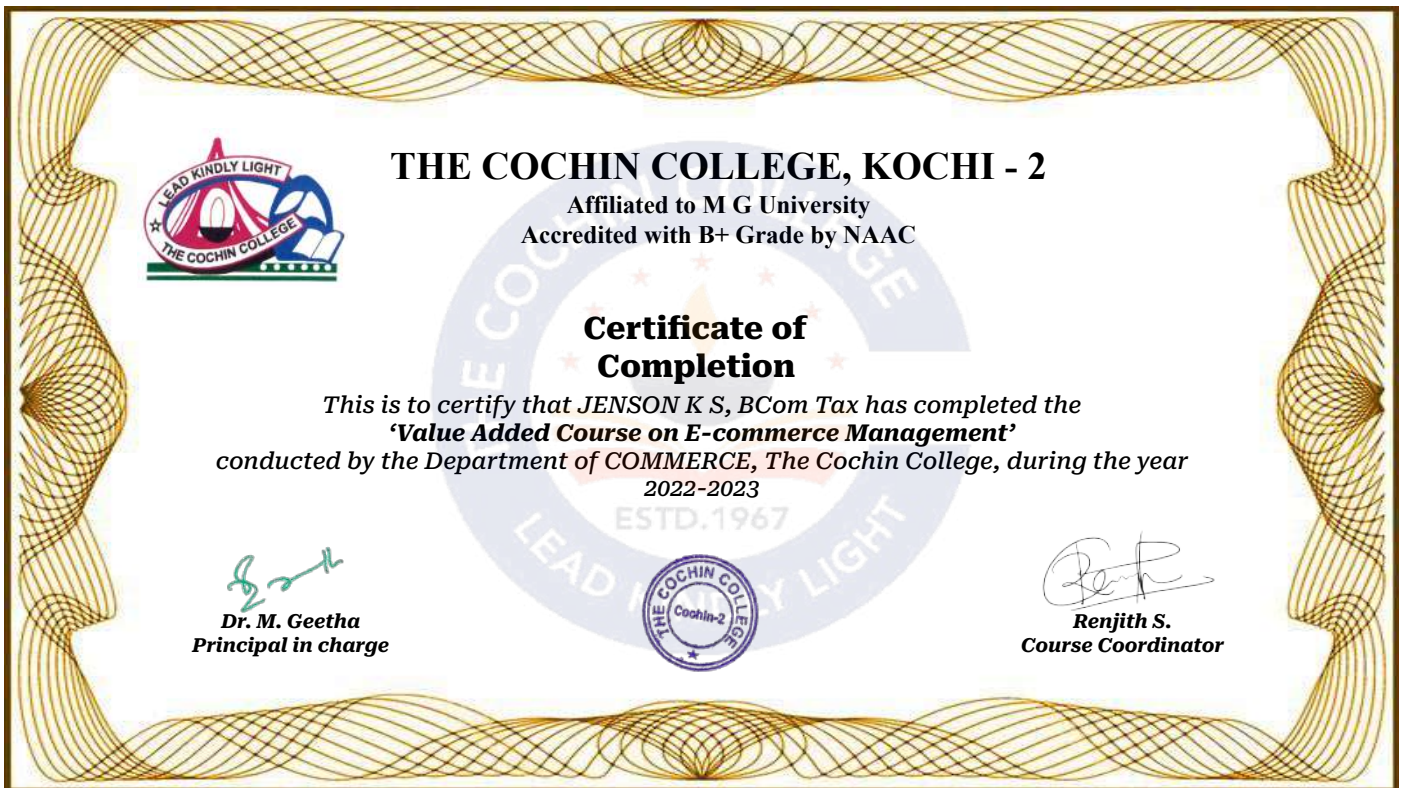 LEAD KINDLY LIGHT
THE COCHIN COLLEGE
THE COCHIN COLLEGE, KOCHI - 2
Affiliated to M G University
Accredited with B+ Grade by NAAC
THE COCHIN COLLEGE
Certificate of
Completion
This is to certify that JENSON K S, BCom Tax has completed the
‘Value Added Course on E-commerce Management’
conducted by the Department of COMMERCE, The Cochin College, during the year
2022-2023
ESTD.1967
LEAD KINDLY LIGHT
Dr. M. Geetha
Principal in charge
THE COCHIN COLLEGE
Cochin-2
Renjith S.
Course Coordinator